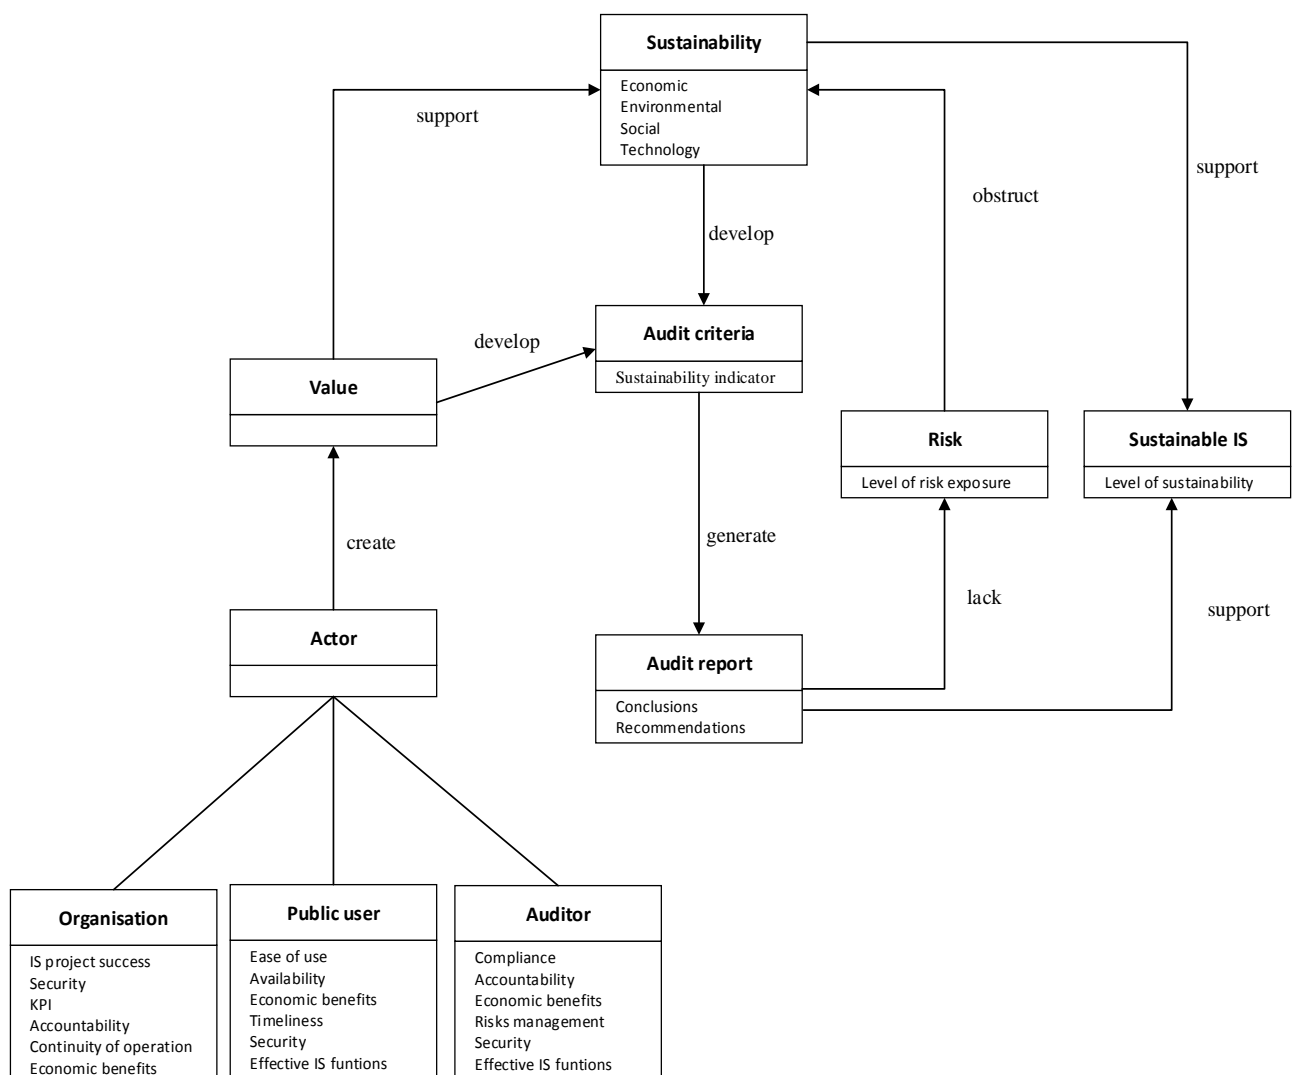 Sustainability
Economic
Environmental
Social
Technology
support
support
obstruct
develop
Audit criteria
Sustainability indicator
develop
Value
Risk
Level of risk exposure
Sustainable IS
Level of sustainability
create
generate
lack
support
Actor
Audit report
Conclusions
Recommendations
Organisation
IS project success
Security
KPI
Accountability
Continuity of operation
Economic benefits
Public user
Ease of use
Availability
Economic benefits
Timeliness
Security
Effective IS funtions
Auditor
Compliance
Accountability
Economic benefits
Risks management
Security
Effective IS funtions